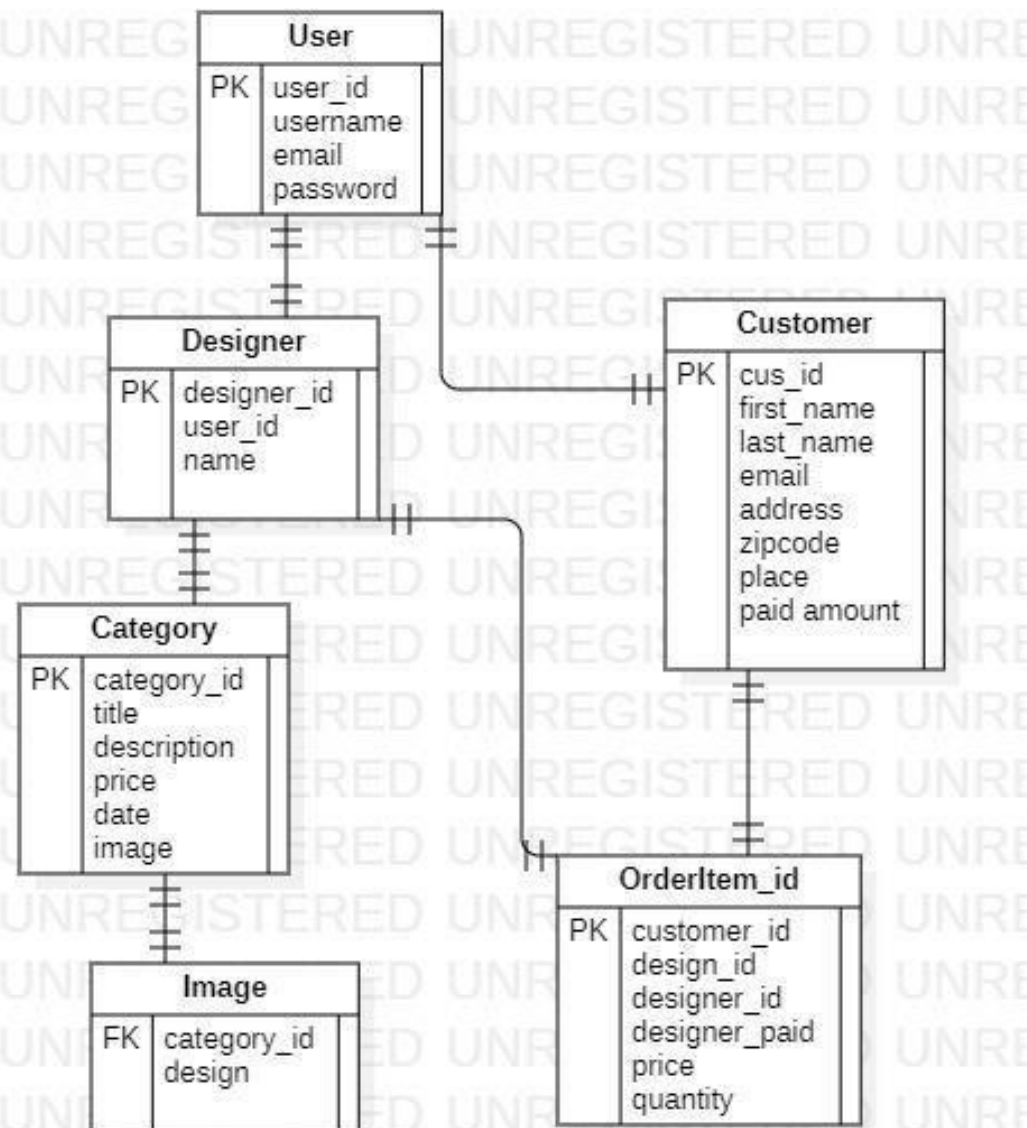 User
PK user_id
username
email
password
Designer
PK designer_id
user_id
name
Customer
PK cus_id
first_name
last_name
email
address
zipcode
place
paid amount
Category
PK category_id
title
description
price
date
image
OrderItem_id
PK customer_id
design_id
designer_id
designer_paid
price
quantity
Image
FK category_id
design
UNREGISTERED